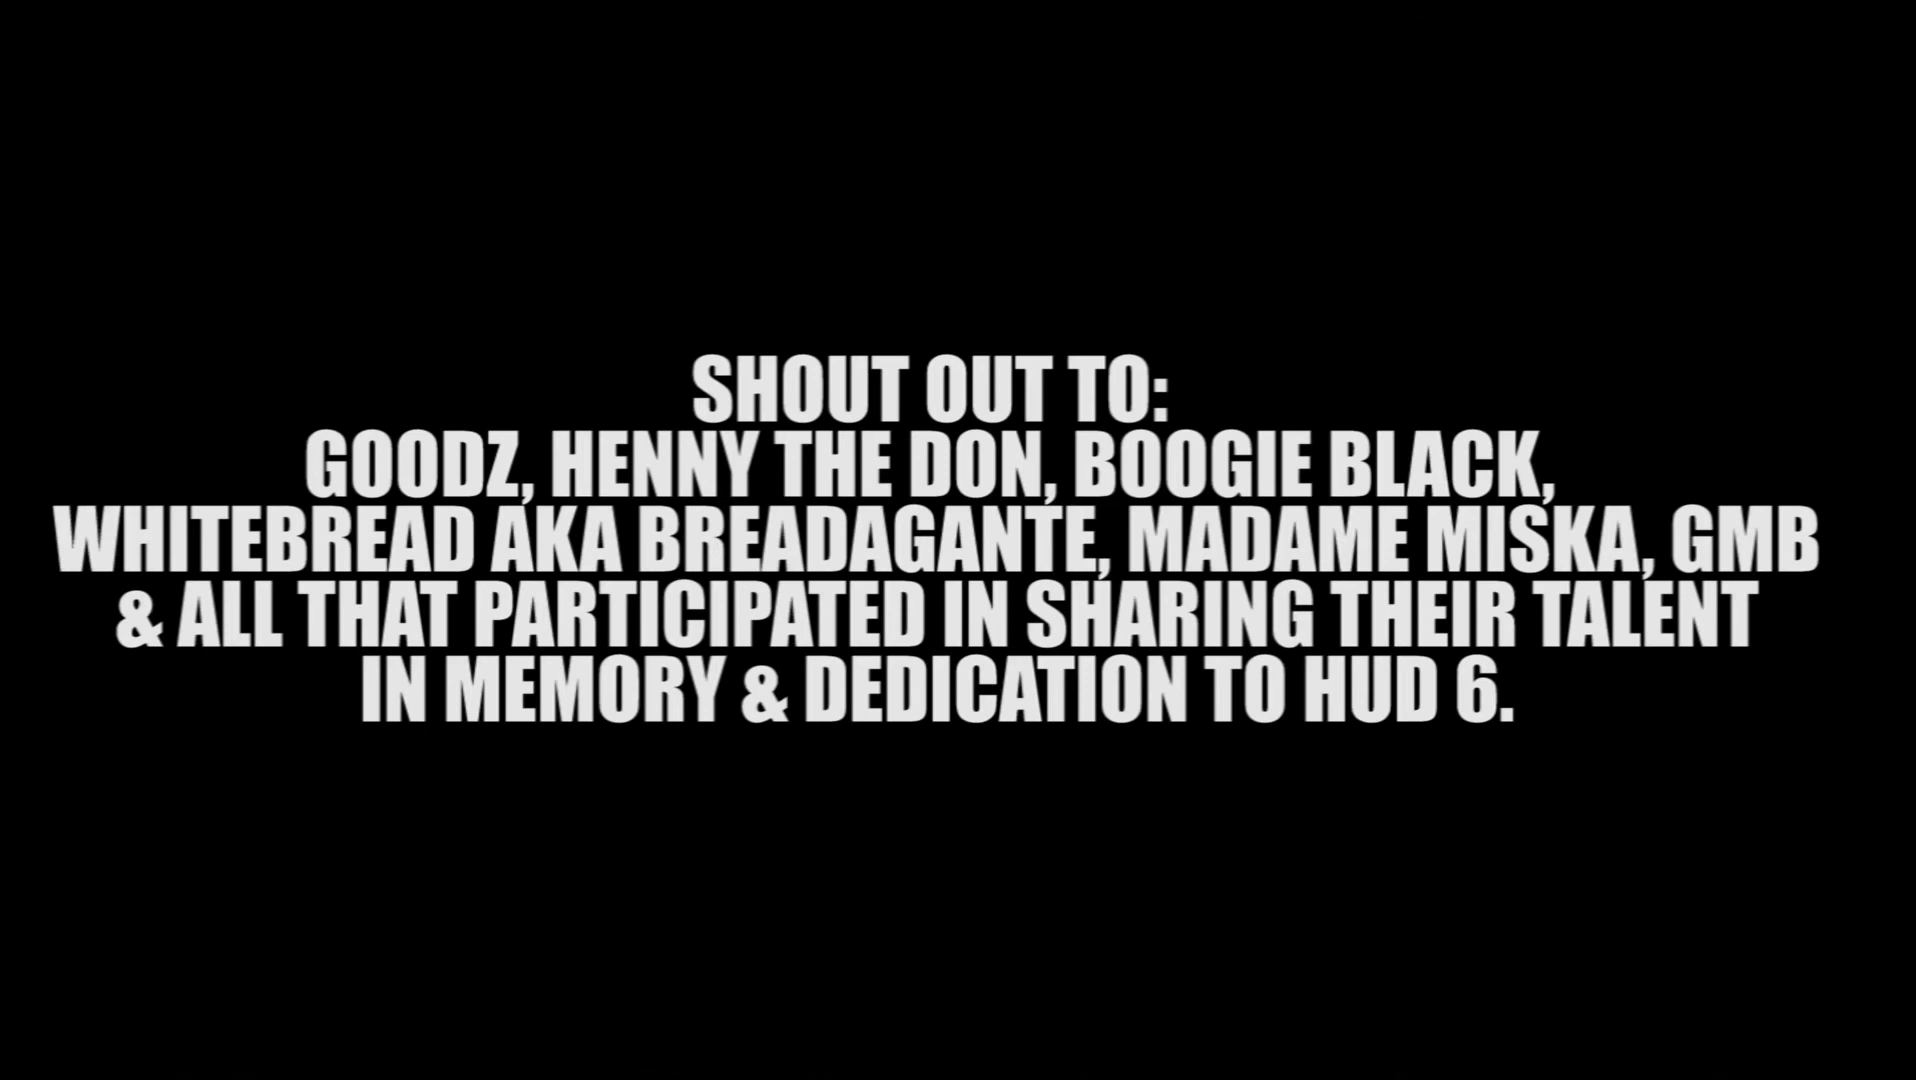 SHOUT OUT TO:
GOODZ, HENNY THE DON, BOOGIE BLACK,
WHITEBREAD AKA BREADAGANTE, MADAME MISKA, GMB
& ALL THAT PARTICIPATED IN SHARING THEIR TALENT
IN MEMORY & DEDICATION TO HUD 6.